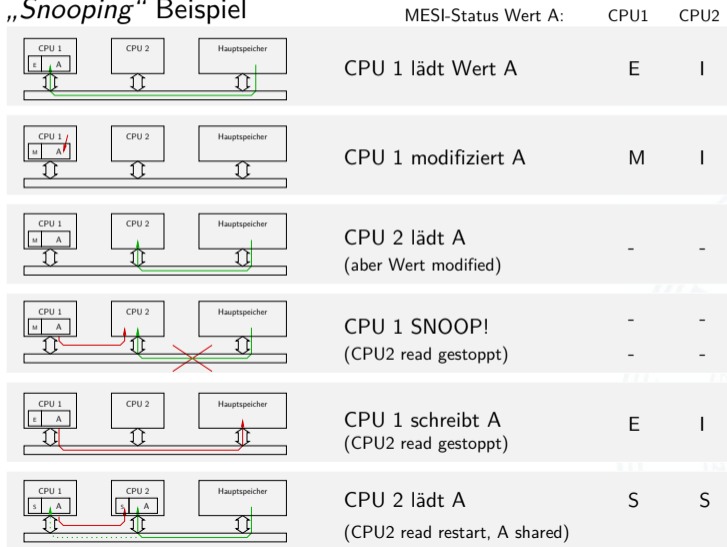 „Snooping“ Beispiel
MESI-Status Wert A: CPU1 CPU2
CPU 1 CPU 2 Hauptspeicher
E A
CPU 1 lädt Wert A E I
CPU 1 CPU 2 Hauptspeicher
M A
CPU 1 modifiziert A M I
CPU 1 CPU 2 Hauptspeicher
M A
CPU 2 lädt A - -
(aber Wert modified)
CPU 1 CPU 2 Hauptspeicher
M A
CPU 1 SNOOP! - -
(CPU2 read gestoppt) - -
CPU 1 CPU 2 Hauptspeicher
E A
CPU 1 schreibt A E I
(CPU2 read gestoppt)
CPU 1 CPU 2 Hauptspeicher
S A S A
CPU 2 lädt A S S
(CPU2 read restart, A shared)